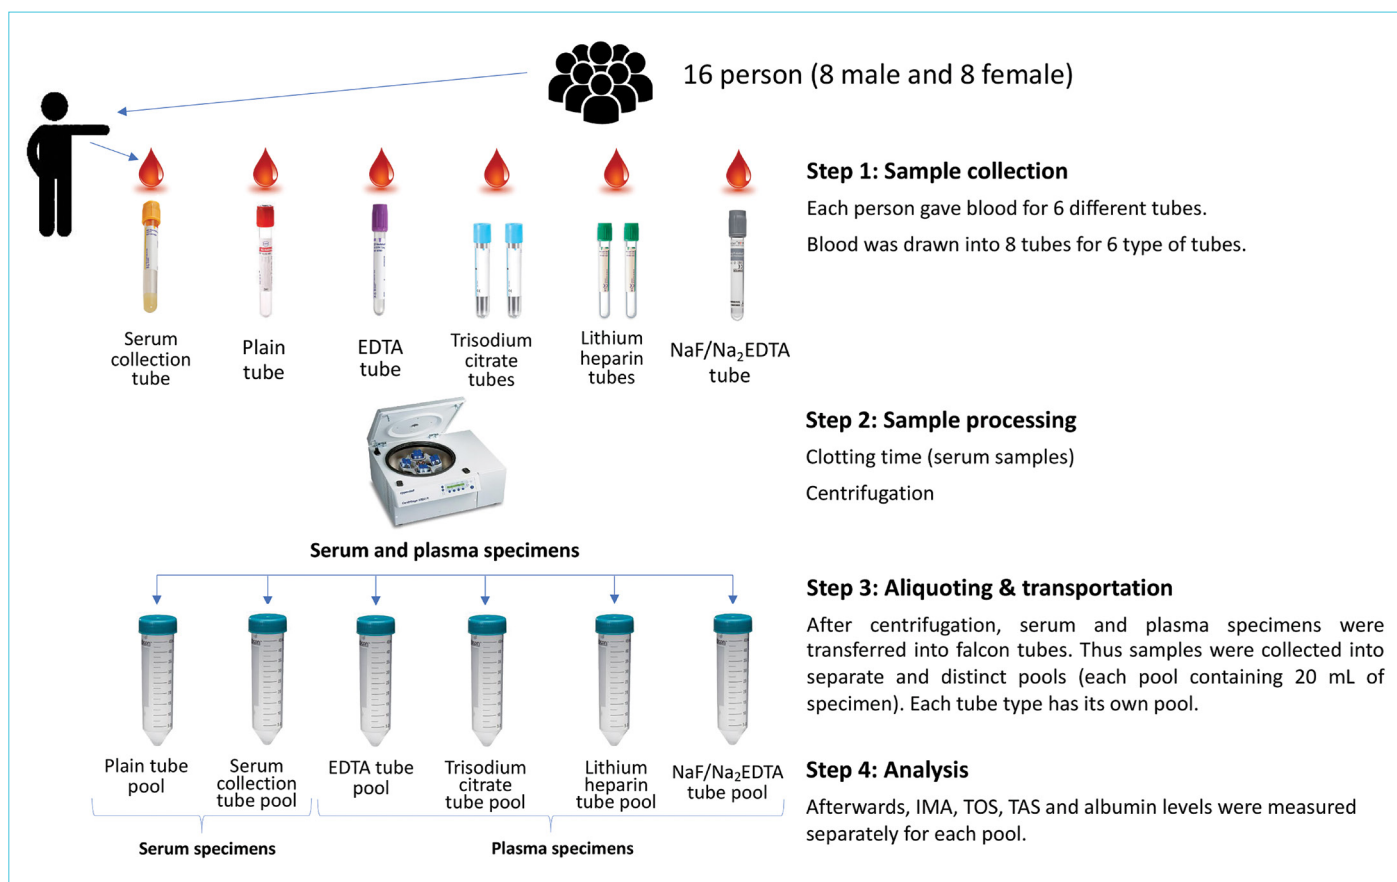 16 person (8 male and 8 female)
Step 1: Sample collection
Each person gave blood for 6 different tubes.
Blood was drawn into 8 tubes for 6 type of tubes.
Serum
collection
tube
Plain
tube
EDTA
tube
Trisodium
citrate
tubes
Lithium
heparin
tubes
NaF/Na₂EDTA
tube
Step 2: Sample processing
Clotting time (serum samples)
Centrifugation
Serum and plasma specimens
Step 3: Aliquoting & transportation
After centrifugation, serum and plasma specimens were
transferred into falcon tubes. Thus samples were collected into
separate and distinct pools (each pool containing 20 mL of
specimen). Each tube type has its own pool.
Plain tube
pool
Serum
collection
tube pool
EDTA tube
pool
Trisodium
citrate
tube pool
Lithium
heparin
tube pool
NaF/Na₂EDTA
tube pool
Serum specimens
Plasma specimens
Step 4: Analysis
Afterwards, IMA, TOS, TAS and albumin levels were measured
separately for each pool.